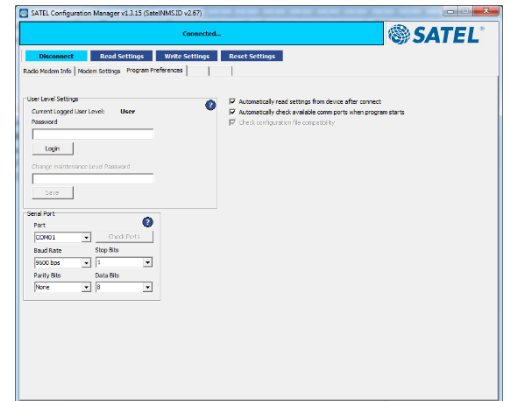 SATEL Configuration Manager v1.3.15 (SatelNMS.ID v2.67)
Connected...
SATEL
Disconnect Read Settings Write Settings Reset Settings
Radio Modem Info Modem Settings Program Preferences
User Level Settings
?
Current Logged User Level: User
Password
Login
Change maintenance Level Password
Save
Automatically read settings from device after connect
Automatically check available comm ports when program starts
Check configuration file compatibility
Serial Port
?
Port
COM01 Check Ports
Baud Rate Stop Bits
9600 bps 1
Parity Bits Data Bits
None 8